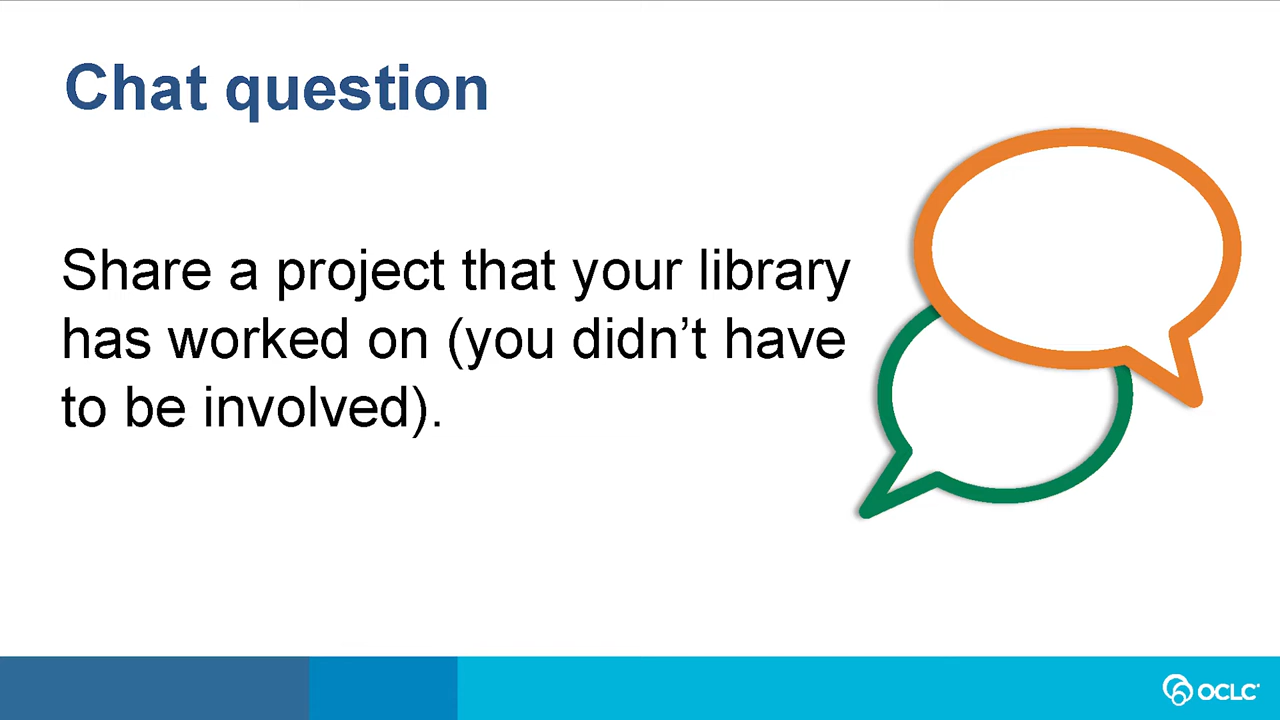 Chat question
Share a project that your library
has worked on (you didn’t have
to be involved).
OCLC